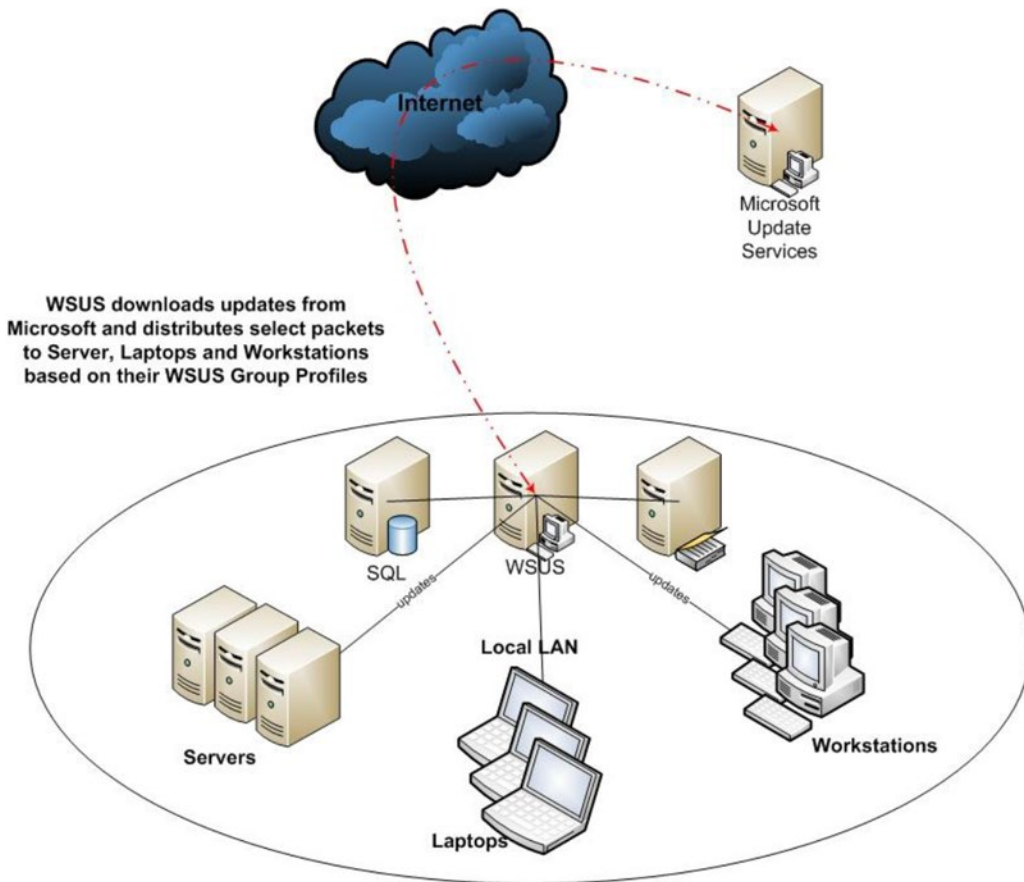 Internet
Microsoft
Update
Services
WSUS downloads updates from
Microsoft and distributes select packets
to Server, Laptops and Workstations
based on their WSUS Group Profiles
SQL
WSUS
updates
updates
Local LAN
Servers
Workstations
Laptops